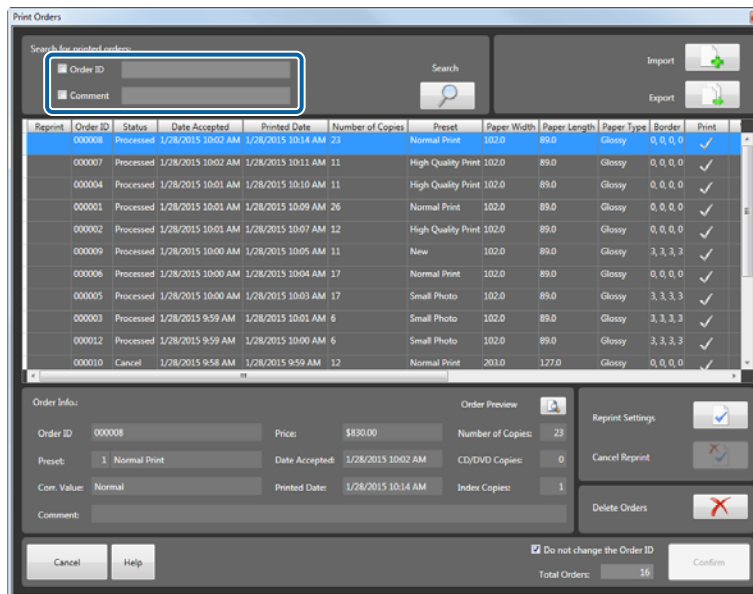 Print Orders
Search for printed orders:
Order ID
Comment
Search
Import
Export
Reprint Order ID Status Date Accepted Printed Date Number of Copies Preset Paper Width Paper Length Paper Type Border Print
000008 Processed 1/28/2015 10:02 AM 1/28/2015 10:14 AM 23 Normal Print 102.0 89.0 Glossy 0, 0, 0, 0
000007 Processed 1/28/2015 10:02 AM 1/28/2015 10:11 AM 11 High Quality Print 102.0 89.0 Glossy 0, 0, 0, 0
000004 Processed 1/28/2015 10:01 AM 1/28/2015 10:10 AM 11 High Quality Print 102.0 89.0 Glossy 0, 0, 0, 0
000001 Processed 1/28/2015 10:01 AM 1/28/2015 10:09 AM 26 Normal Print 102.0 89.0 Glossy 0, 0, 0, 0
000002 Processed 1/28/2015 10:01 AM 1/28/2015 10:07 AM 12 High Quality Print 102.0 89.0 Glossy 0, 0, 0, 0
000009 Processed 1/28/2015 10:00 AM 1/28/2015 10:05 AM 11 New 102.0 89.0 Glossy 3, 3, 3, 3
000006 Processed 1/28/2015 10:00 AM 1/28/2015 10:04 AM 17 Normal Print 102.0 89.0 Glossy 0, 0, 0, 0
000005 Processed 1/28/2015 10:00 AM 1/28/2015 10:03 AM 17 Small Photo 102.0 89.0 Glossy 3, 3, 3, 3
000003 Processed 1/28/2015 9:59 AM 1/28/2015 10:01 AM 6 Small Photo 102.0 89.0 Glossy 3, 3, 3, 3
000012 Processed 1/28/2015 9:59 AM 1/28/2015 10:00 AM 6 Small Photo 102.0 89.0 Glossy 3, 3, 3, 3
000010 Cancel 1/28/2015 9:58 AM 1/28/2015 9:59 AM 12 Normal Print 203.0 127.0 Glossy 0, 0, 0, 0
Order Info.:
Order Preview
Order ID 000008 Price: $830.00 Number of Copies: 23
Preset: 1 Normal Print Date Accepted: 1/28/2015 10:02 AM CD/DVD Copies: 0
Corr. Value: Normal Printed Date: 1/28/2015 10:14 AM Index Copies: 1
Comment:
Reprint Settings
Cancel Reprint
Delete Orders
Cancel
Help
Do not change the Order ID
Total Orders: 16
Confirm